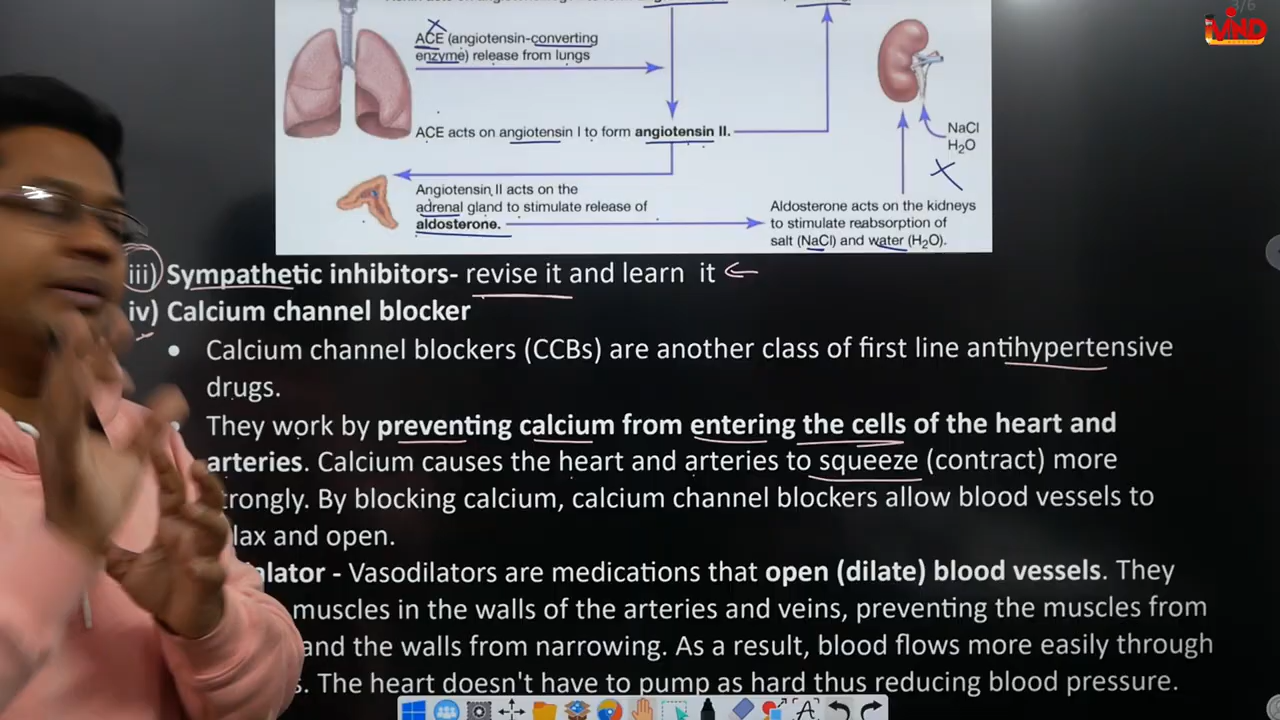 3/6
MIND
ACE (angiotensin-converting
enzyme) release from lungs
ACE acts on angiotensin I to form angiotensin II.
NaCl
H₂O
Angiotensin II acts on the
adrenal gland to stimulate release of
aldosterone.
Aldosterone acts on the kidneys
to stimulate reabsorption of
salt (NaCl) and water (H₂O).
iii) Sympathetic inhibitors- revise it and learn it
iv) Calcium channel blocker
• Calcium channel blockers (CCBs) are another class of first line antihypertensive
drugs.
They work by preventing calcium from entering the cells of the heart and
arteries. Calcium causes the heart and arteries to squeeze (contract) more
trongly. By blocking calcium, calcium channel blockers allow blood vessels to
lax and open.
lator - Vasodilators are medications that open (dilate) blood vessels. They
muscles in the walls of the arteries and veins, preventing the muscles from
and the walls from narrowing. As a result, blood flows more easily through
s. The heart doesn't have to pump as hard thus reducing blood pressure.